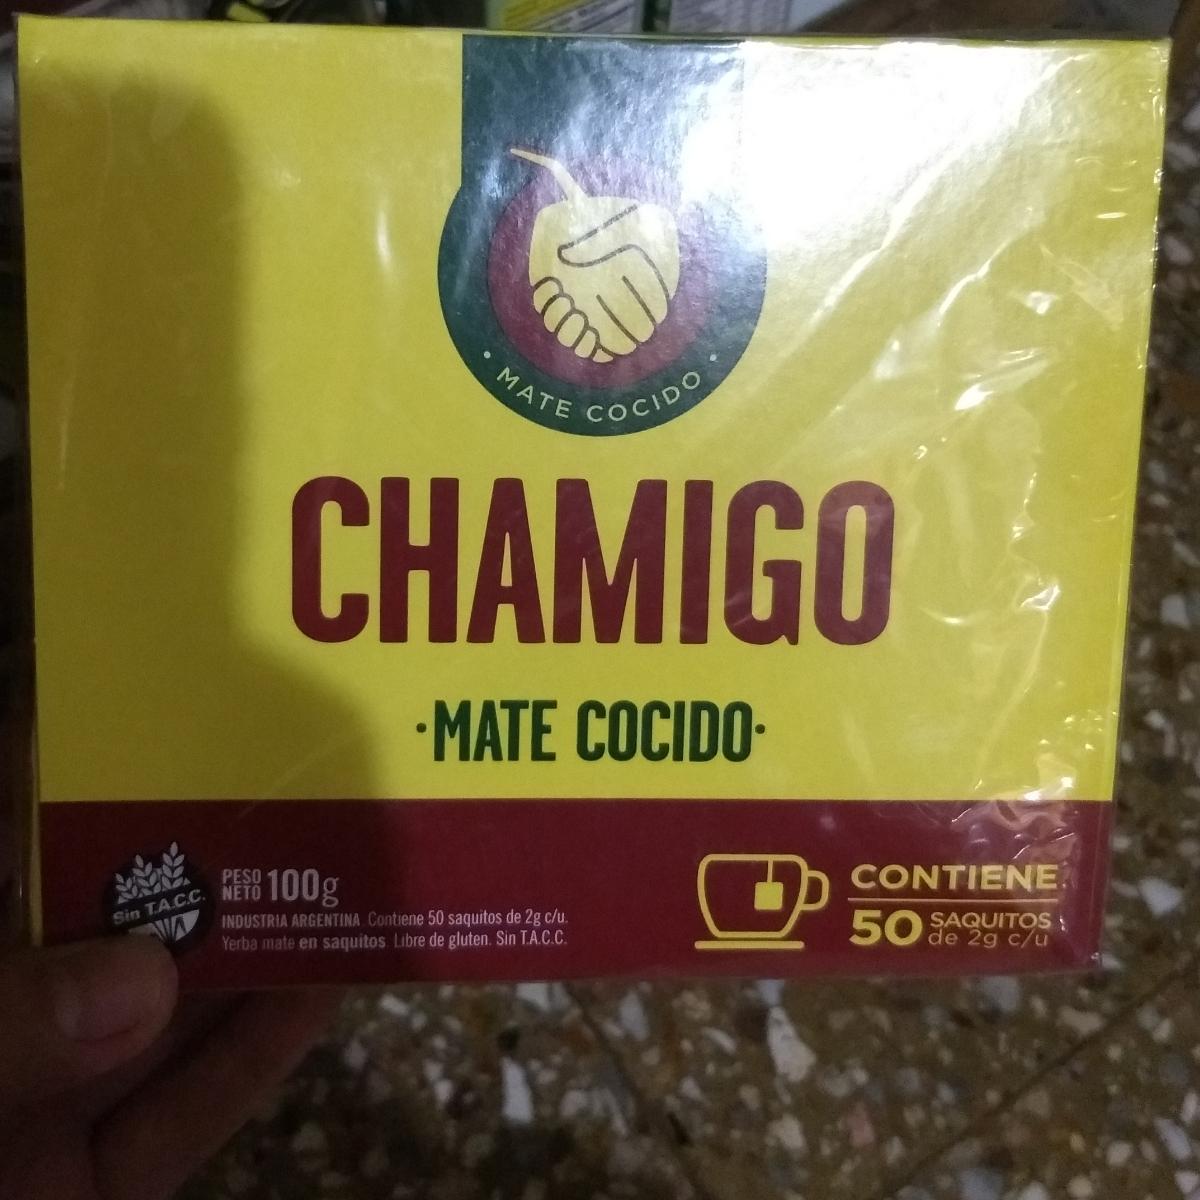 · MATE COCIDO ·
CHAMIGO
·MATE COCIDO·
Sin T.A.C.C.
PESO
NETO 100g
INDUSTRIA ARGENTINA. Contiene 50 saquitos de 2g c/u.
Yerba mate en saquitos. Libre de gluten. Sin T.A.C.C.
CONTIENE
50 SAQUITOS
de 2g c/u